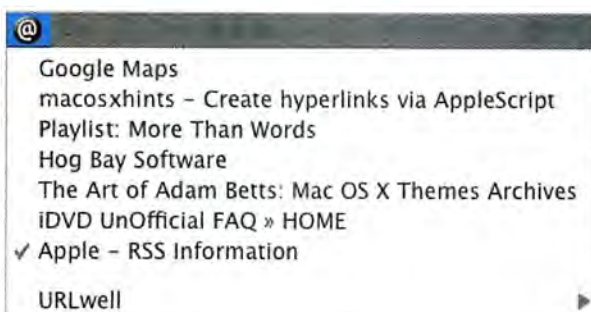 @
Google Maps
macosxhints – Create hyperlinks via AppleScript
Playlist: More Than Words
Hog Bay Software
The Art of Adam Betts: Mac OS X Themes Archives
iDVD UnOfficial FAQ » HOME
✓ Apple – RSS Information
URLwell ▶